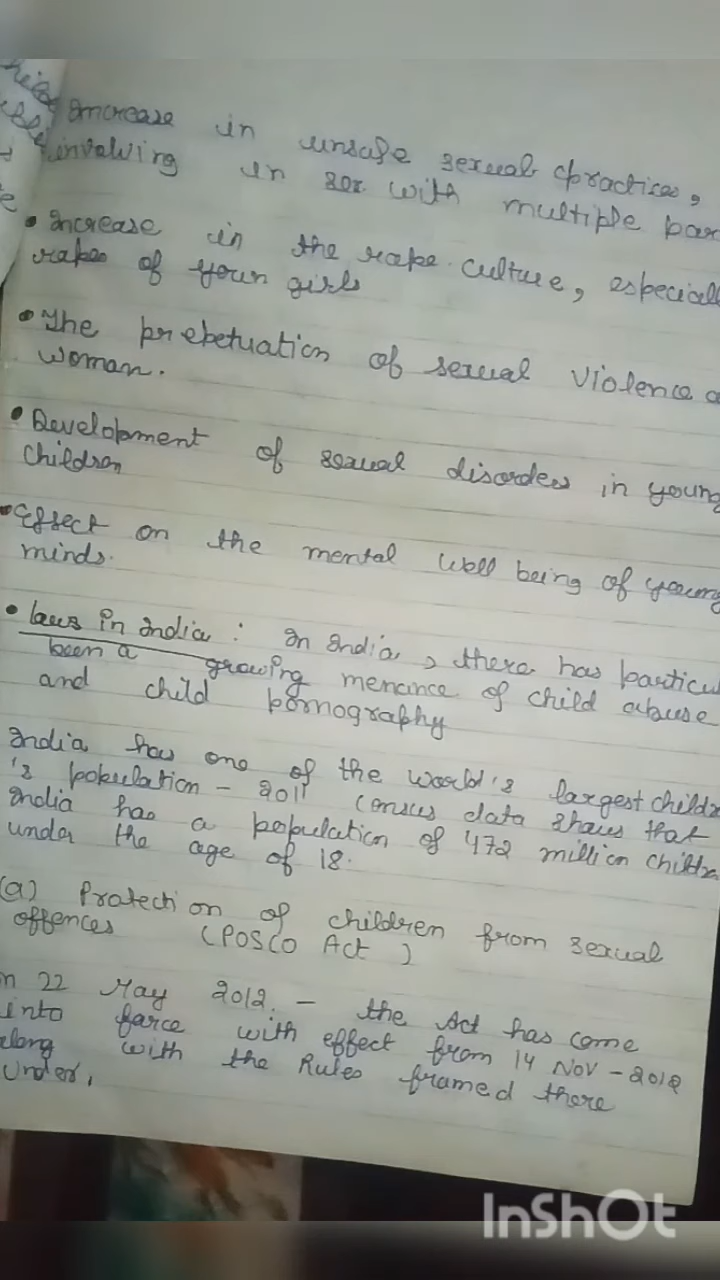 increase in unsafe sexual practices,
involving in sex with multiple par
• increase in the rape culture, especiall
rapes of youn girls
• The prepetuation of sexual violence a
woman.
• Development of sexual disorders in young
children
• Effect on the mental well being of young
minds.
• laws in india : In india, there has particu
been a growing menance of child abuse
and child pornography
India has one of the world's largest childre
's population - 2011 census data shows that
India has a population of 472 million childre
under the age of 18.
(a) Protection of children from sexual
offences (POSCO Act)
n 22 May 2012. - the Act has come
into farce with effect from 14 Nov - 2012
along with the Rules framed there
under,
InShOt